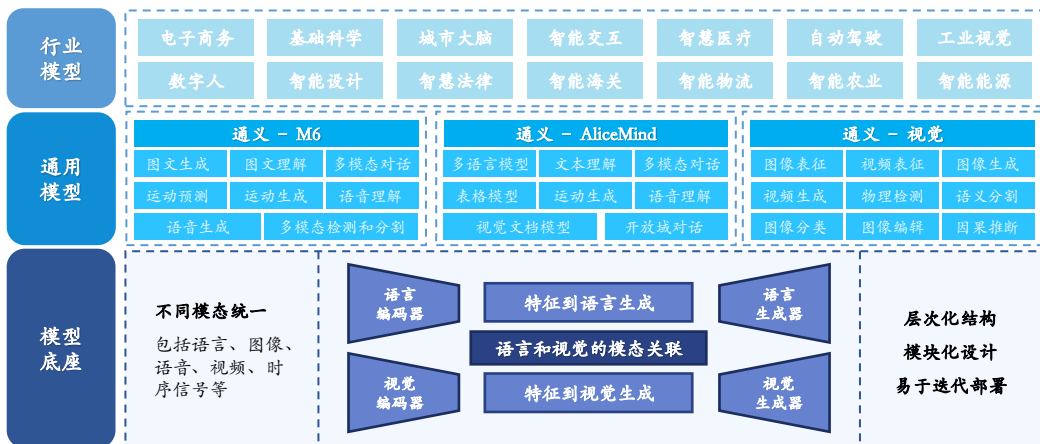 行业
模型
电子商务 基础科学 城市大脑 智能交互 智慧医疗 自动驾驶 工业视觉
数字人 智能设计 智慧法律 智能海关 智能物流 智能农业 智能能源
通用
模型
通义 - M6
图文生成 图文理解 多模态对话
运动预测 运动生成 语音理解
语音生成 多模态检测和分割
通义 - AliceMind
多语言模型 文本理解 多模态对话
表格模型 运动生成 语音理解
视觉文档模型 开放域对话
通义 - 视觉
图像表征 视频表征 图像生成
视频生成 物理检测 语义分割
图像分类 图像编辑 因果推断
模型
底座
不同模态统一
包括语言、图像、
语音、视频、时
序信号等
语言
编码器
特征到语言生成
语言
生成器
语言和视觉的模态关联
视觉
编码器
特征到视觉生成
视觉
生成器
层次化结构
模块化设计
易于迭代部署